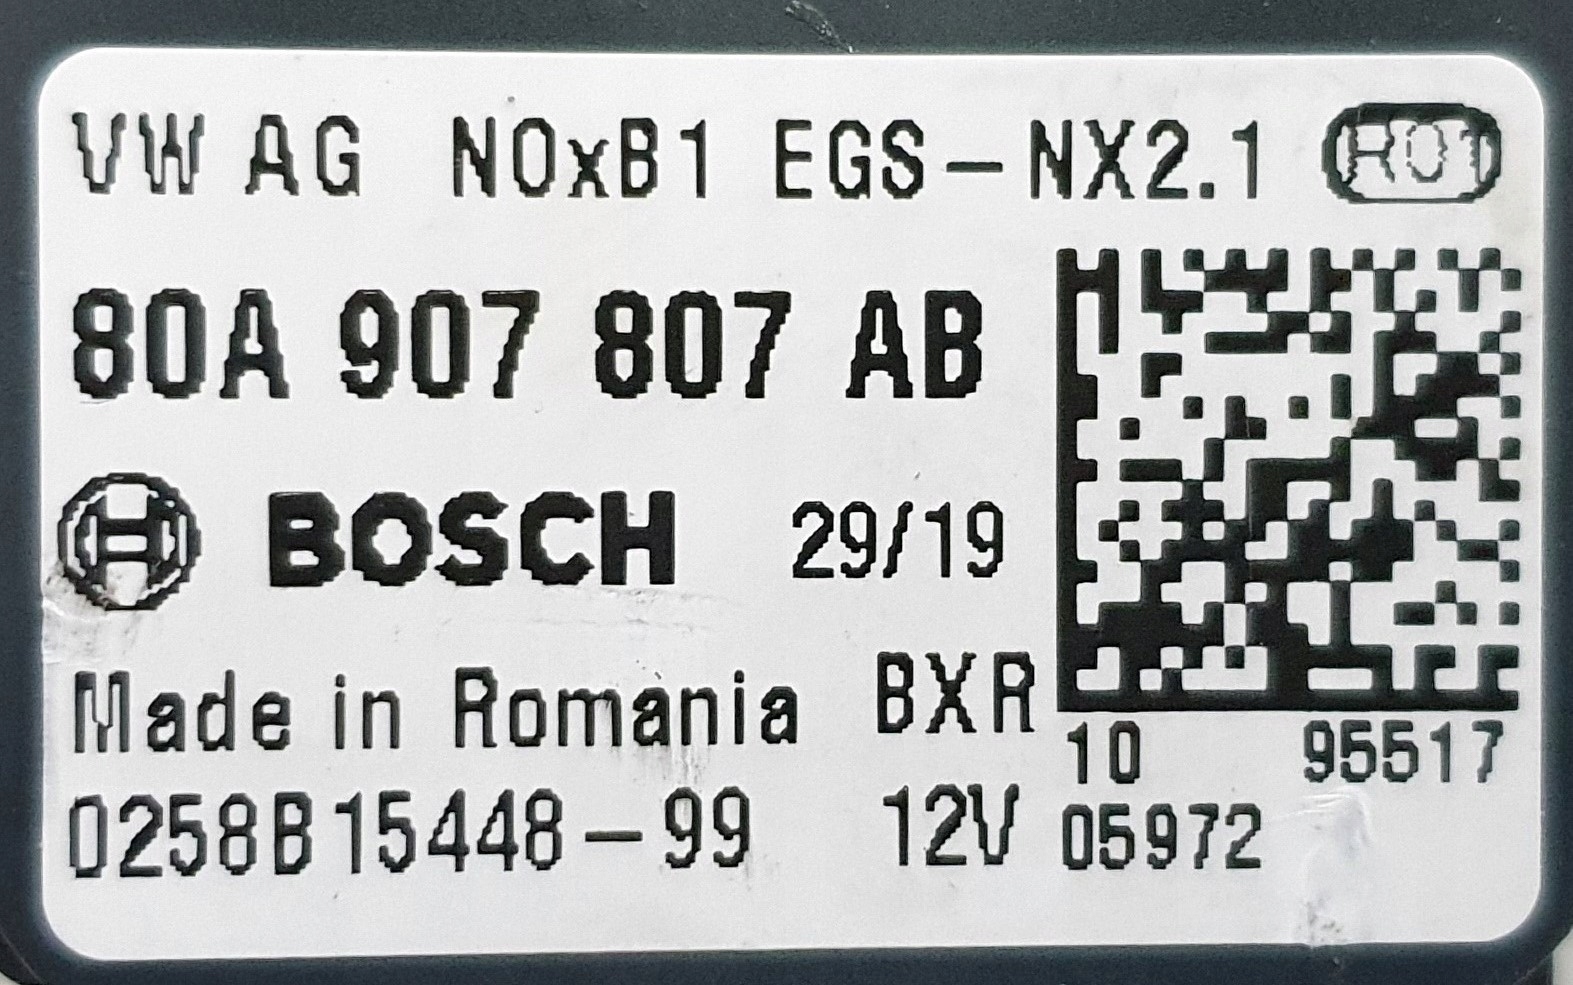 VW AG NOxB1 EGS-NX2.1 R01
80A 907 807 AB
BOSCH 29/19
Made in Romania BXR
10 95517
0258B15448-99 12V 05972